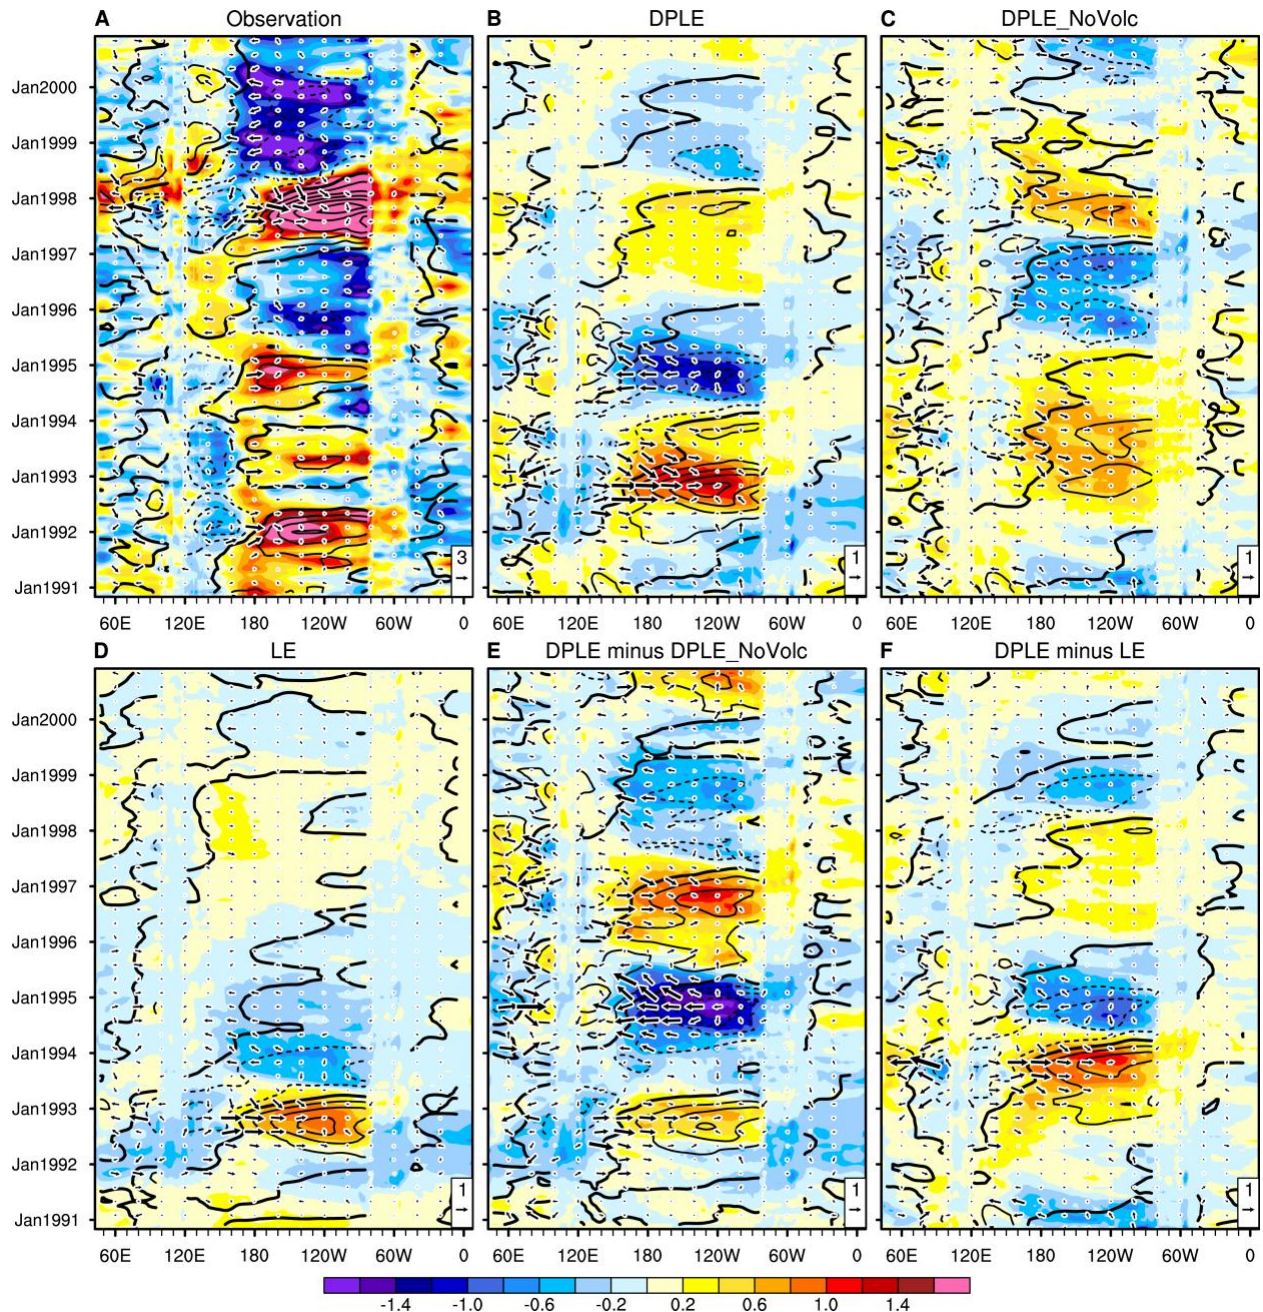 A Observation
B DPLE
C DPLE_NoVolc
Jan2000
Jan1999
Jan1998
Jan1997
Jan1996
Jan1995
Jan1994
Jan1993
Jan1992
Jan1991
3
1
1
60E 120E 180 120W 60W 0
60E 120E 180 120W 60W 0
60E 120E 180 120W 60W 0
D LE
E DPLE minus DPLE_NoVolc
F DPLE minus LE
Jan2000
Jan1999
Jan1998
Jan1997
Jan1996
Jan1995
Jan1994
Jan1993
Jan1992
Jan1991
1
1
1
60E 120E 180 120W 60W 0
60E 120E 180 120W 60W 0
60E 120E 180 120W 60W 0
-1.4 -1.0 -0.6 -0.2 0.2 0.6 1.0 1.4